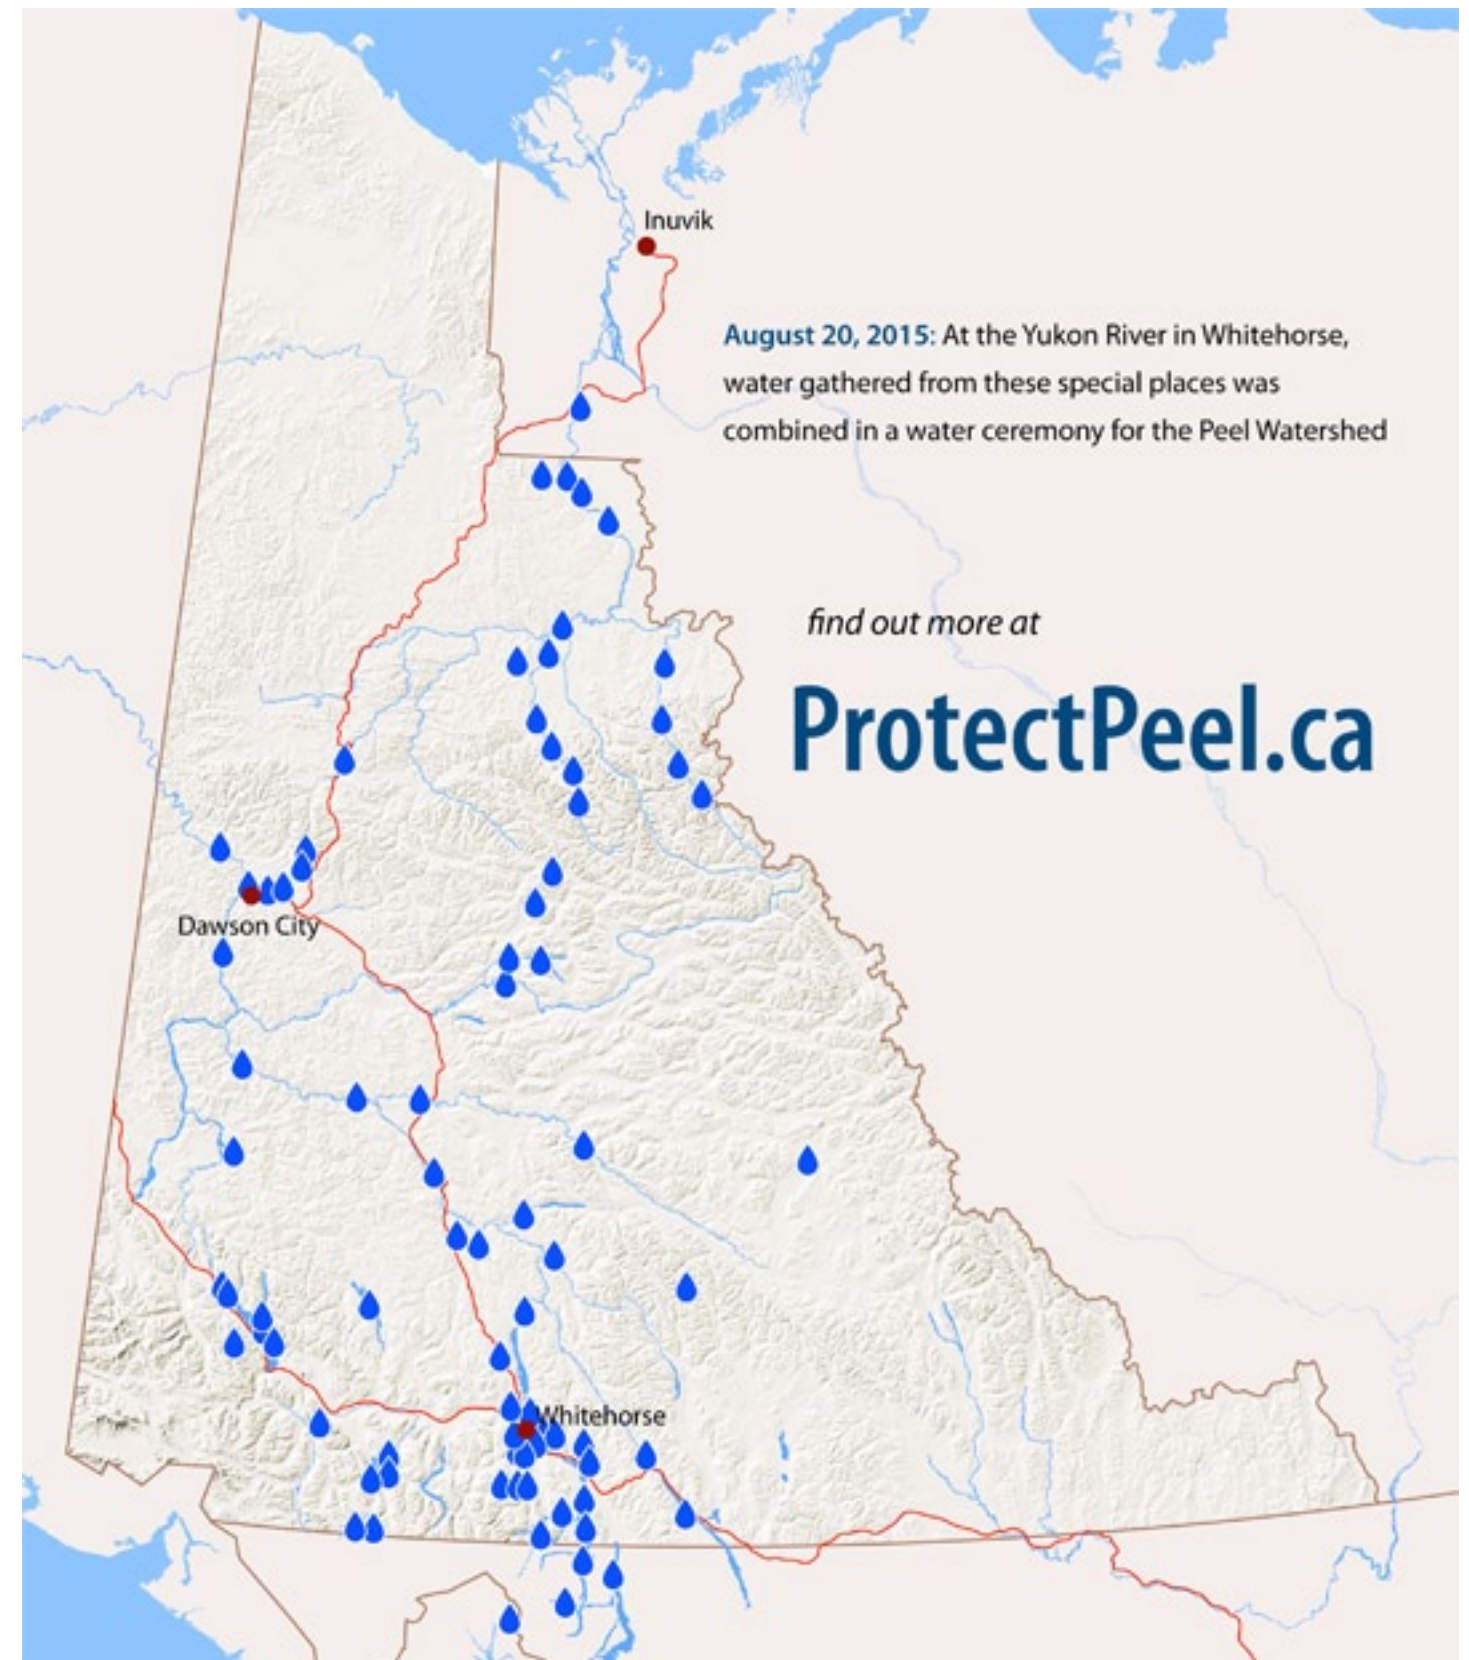 Inuvik
August 20, 2015: At the Yukon River in Whitehorse,
water gathered from these special places was
combined in a water ceremony for the Peel Watershed
find out more at
ProtectPeel.ca
Dawson City
Whitehorse